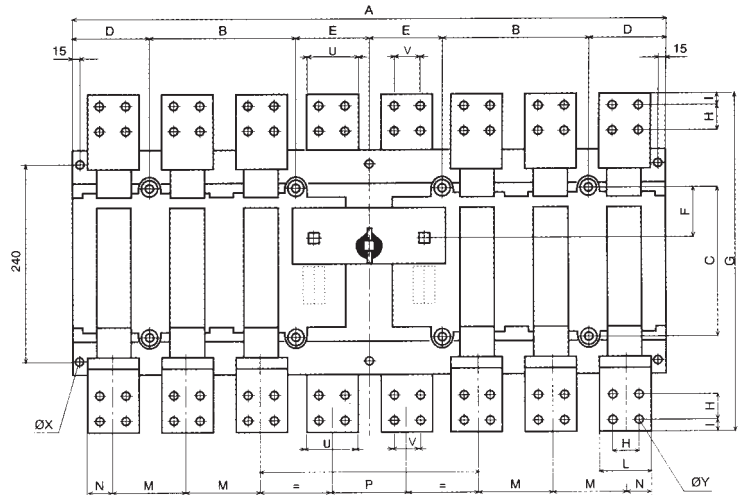 A
D B E E B D
15 U V 15
I
H
240
F
C
G
H
I
ØX
U V
H
ØY
L
N M M = P = M M N